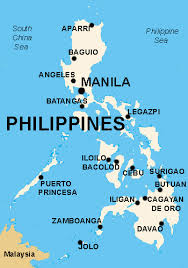 South
China
Sea
Philippine
Sea
APARRI
BAGUIO
ANGELES
MANILA
BATANGAS
PHILIPPINES
LEGAZPI
ILOILO
BACOLOD
CEBU
SURIGAO
BUTUAN
PUERTO
PRINCESA
ILIGAN
CAGAYAN
DE ORO
ZAMBOANGA
DAVAO
JOLO
Malaysia